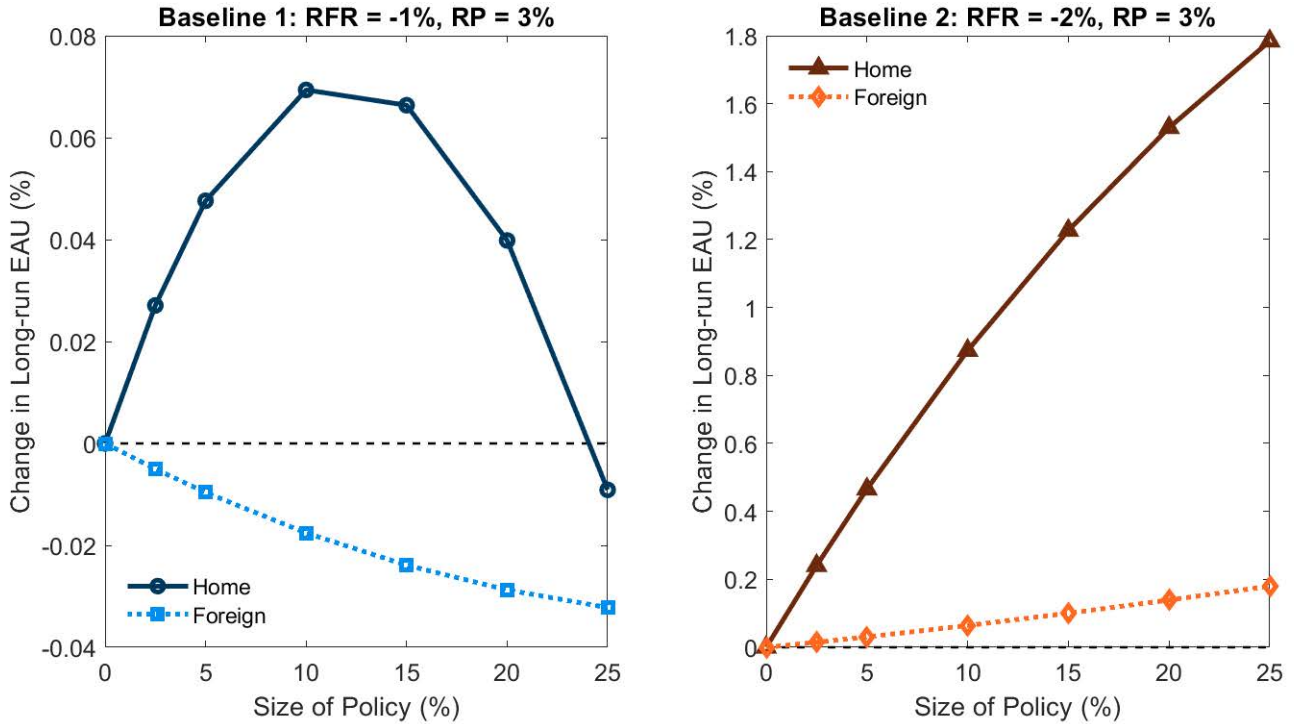 Baseline 1: RFR = -1%, RP = 3%
0.08
0.06
0.04
0.02
0
-0.02
-0.04
Change in Long-run EAU (%)
Home
Foreign
0 5 10 15 20 25
Size of Policy (%)
Baseline 2: RFR = -2%, RP = 3%
1.8
1.6
1.4
1.2
1
0.8
0.6
0.4
0.2
0
Change in Long-run EAU (%)
Home
Foreign
0 5 10 15 20 25
Size of Policy (%)